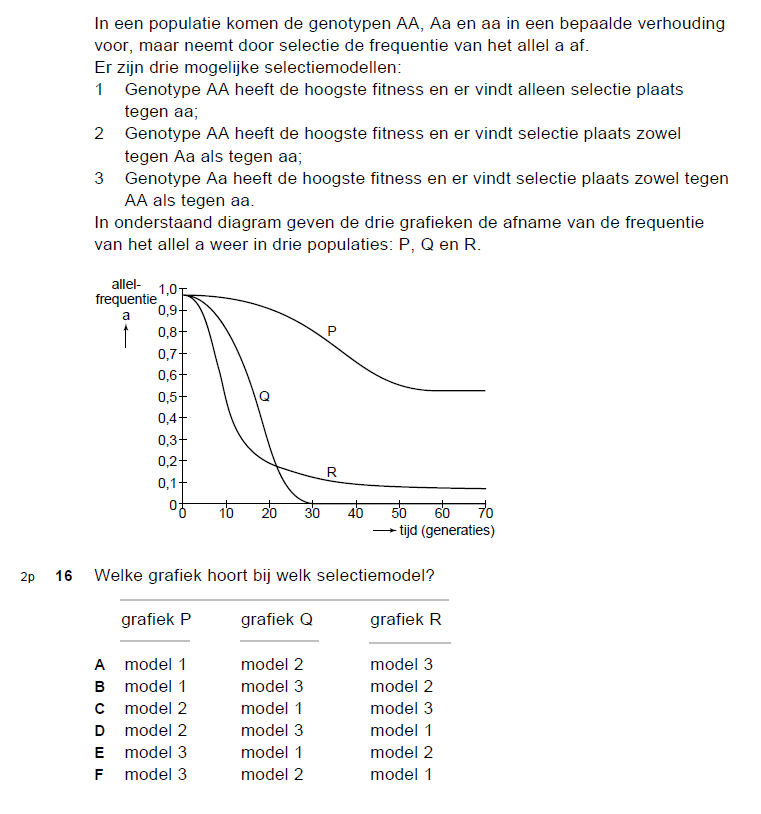 In een populatie komen de genotypen AA, Aa en aa in een bepaalde verhouding
voor, maar neemt door selectie de frequentie van het allel a af.
Er zijn drie mogelijke selectiemodellen:
1 Genotype AA heeft de hoogste fitness en er vindt alleen selectie plaats
tegen aa;
2 Genotype AA heeft de hoogste fitness en er vindt selectie plaats zowel
tegen Aa als tegen aa;
3 Genotype Aa heeft de hoogste fitness en er vindt selectie plaats zowel tegen
AA als tegen aa.
In onderstaand diagram geven de drie grafieken de afname van de frequentie
van het allel a weer in drie populaties: P, Q en R.
allel-
frequentie
a
1,0
0,9
0,8
0,7
0,6
0,5
0,4
0,3
0,2
0,1
0
P
Q
R
0 10 20 30 40 50 60 70
tijd (generaties)
2p 16 Welke grafiek hoort bij welk selectiemodel?
grafiek P grafiek Q grafiek R
A model 1 model 2 model 3
B model 1 model 3 model 2
C model 2 model 1 model 3
D model 2 model 3 model 1
E model 3 model 1 model 2
F model 3 model 2 model 1